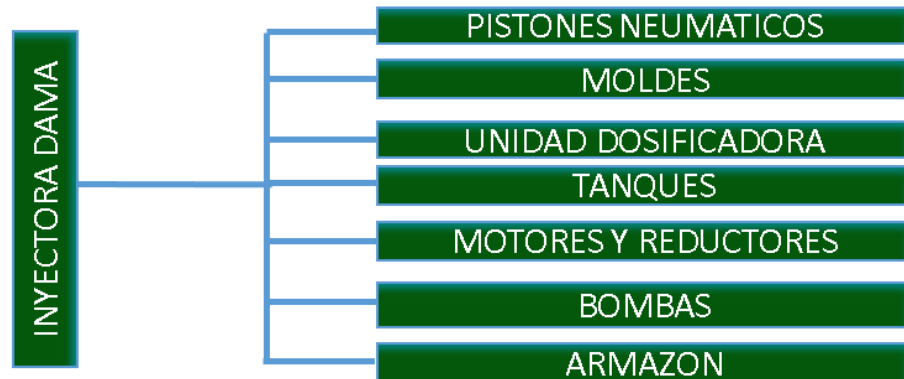 INYECTORA DAMA
PISTONES NEUMATICOS
MOLDES
UNIDAD DOSIFICADORA
TANQUES
MOTORES Y REDUCTORES
BOMBAS
ARMAZON